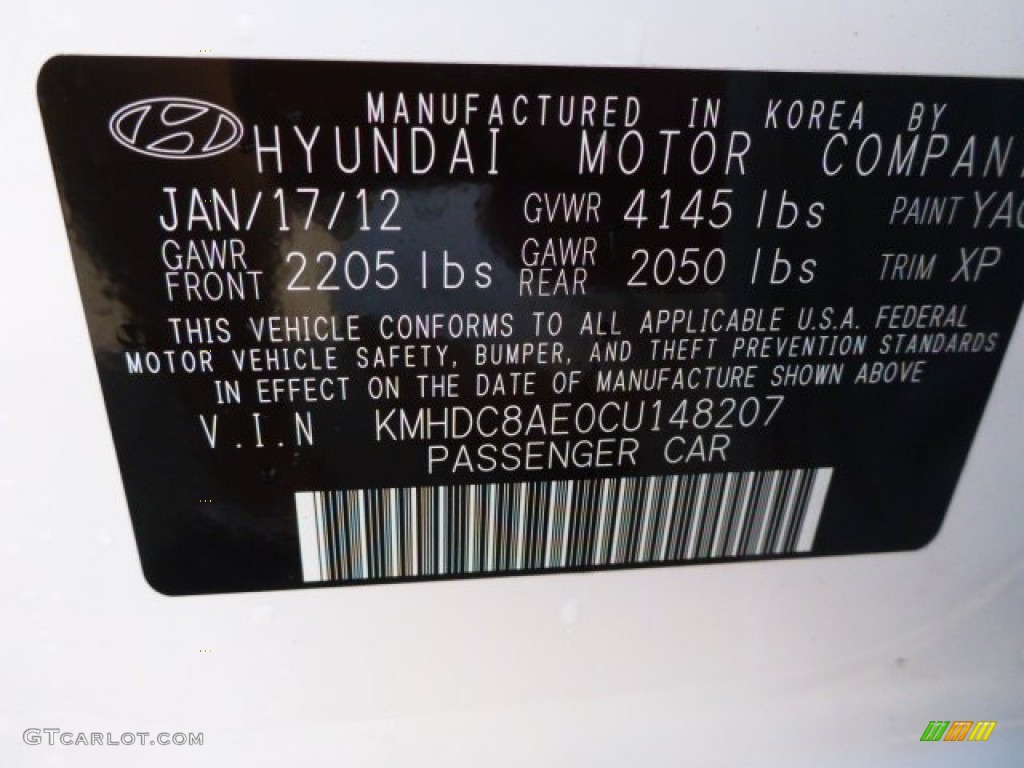 MANUFACTURED IN KOREA BY
HYUNDAI MOTOR
JAN/17/12 GVWR 4145 lbs PAINT
GAWR FRONT 2205 lbs GAWR REAR 2050 lbs TRIM XP
THIS VEHICLE CONFORMS TO ALL APPLICABLE U.S.A. FEDERAL
MOTOR VEHICLE SAFETY, BUMPER, AND THEFT PREVENTION STANDARDS
IN EFFECT ON THE DATE OF MANUFACTURE SHOWN ABOVE
V.I.N KMHDC8AE0CU148207
PASSENGER CAR
GTCARLOT.COM